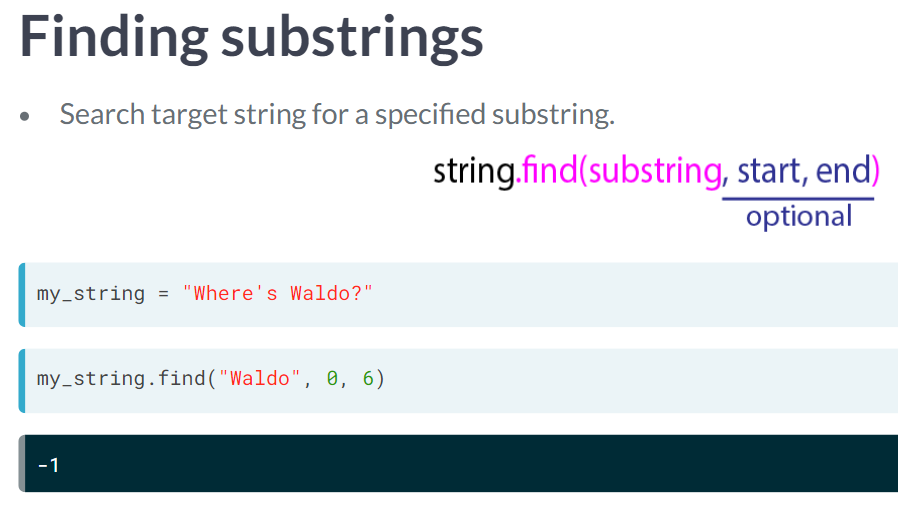 Finding substrings
• Search target string for a specified substring.
string.find(substring, start, end)
optional
my_string = "Where's Waldo?"
my_string.find("Waldo", 0, 6)
-1